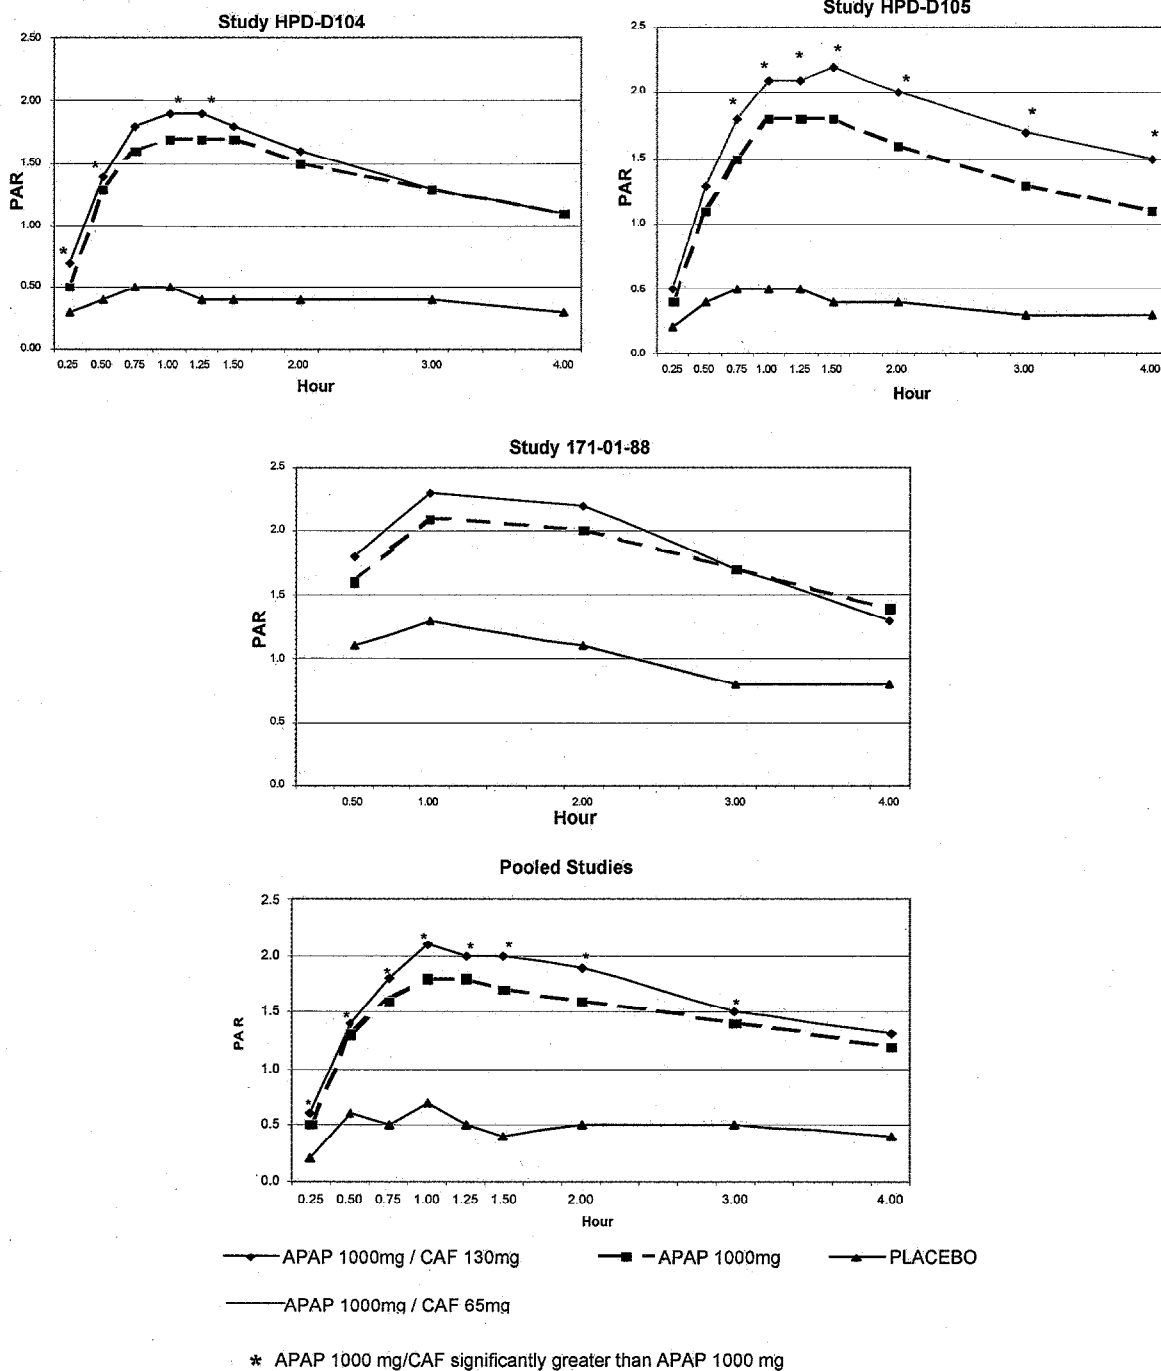 Study HPD-D104
2.50
2.00
1.50
1.00
0.50
0.00
PAR
0.25 0.50 0.75 1.00 1.25 1.50 2.00 3.00 4.00
Hour
*
*
*
*
Study HPD-D105
2.5
2.0
1.5
1.0
0.5
0.0
PAR
0.25 0.50 0.75 1.00 1.25 1.50 2.00 3.00 4.00
Hour
*
*
*
*
*
*
*
Study 171-01-88
2.5
2.0
1.5
1.0
0.5
0.0
PAR
0.50 1.00 2.00 3.00 4.00
Hour
Pooled Studies
2.5
2.0
1.5
1.0
0.5
0.0
PAR
0.25 0.50 0.75 1.00 1.25 1.50 2.00 3.00 4.00
Hour
*
*
*
*
*
*
*
*
APAP 1000mg / CAF 130mg APAP 1000mg PLACEBO
APAP 1000mg / CAF 65mg
* APAP 1000 mg/CAF significantly greater than APAP 1000 mg